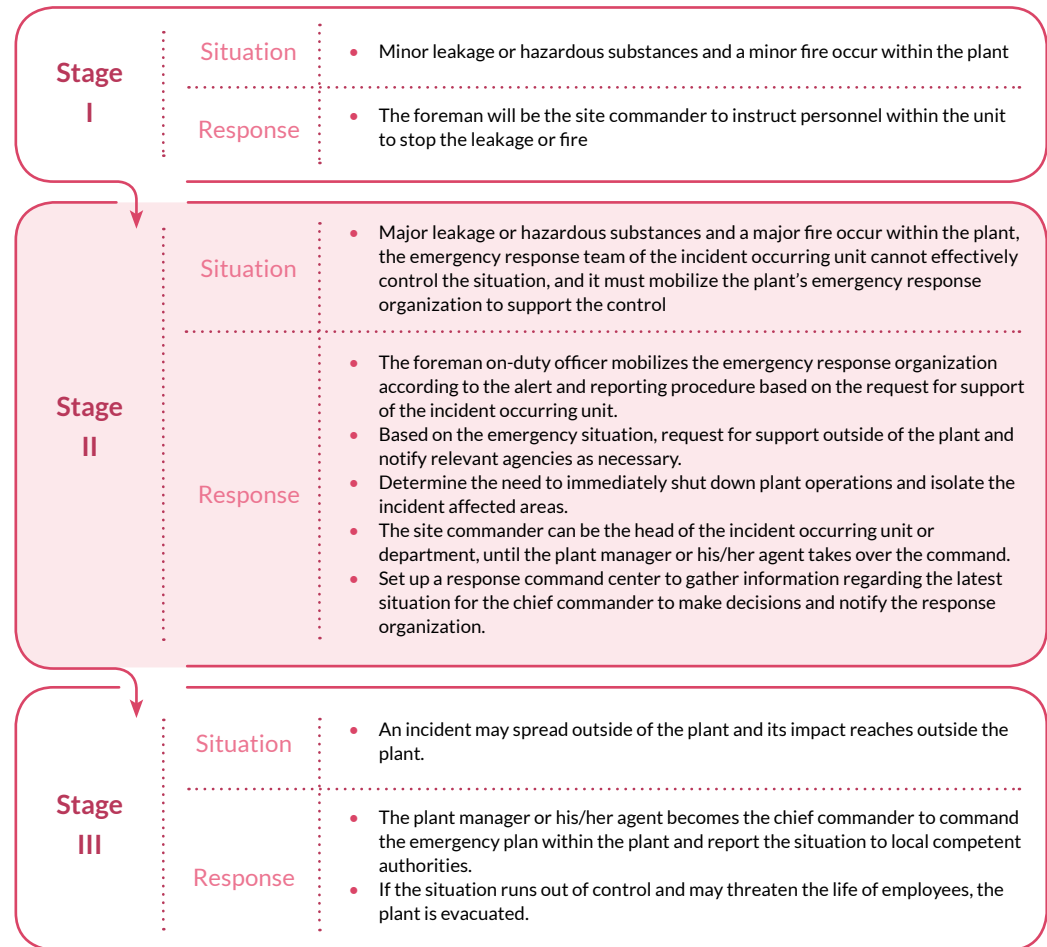 Stage
I
Situation
• Minor leakage or hazardous substances and a minor fire occur within the plant
Response
• The foreman will be the site commander to instruct personnel within the unit
to stop the leakage or fire
Stage
II
Situation
• Major leakage or hazardous substances and a major fire occur within the plant,
the emergency response team of the incident occurring unit cannot effectively
control the situation, and it must mobilize the plant’s emergency response
organization to support the control
Response
• The foreman on-duty officer mobilizes the emergency response organization
according to the alert and reporting procedure based on the request for support
of the incident occurring unit.
• Based on the emergency situation, request for support outside of the plant and
notify relevant agencies as necessary.
• Determine the need to immediately shut down plant operations and isolate the
incident affected areas.
• The site commander can be the head of the incident occurring unit or
department, until the plant manager or his/her agent takes over the command.
• Set up a response command center to gather information regarding the latest
situation for the chief commander to make decisions and notify the response
organization.
Stage
III
Situation
• An incident may spread outside of the plant and its impact reaches outside the
plant.
Response
• The plant manager or his/her agent becomes the chief commander to command
the emergency plan within the plant and report the situation to local competent
authorities.
• If the situation runs out of control and may threaten the life of employees, the
plant is evacuated.